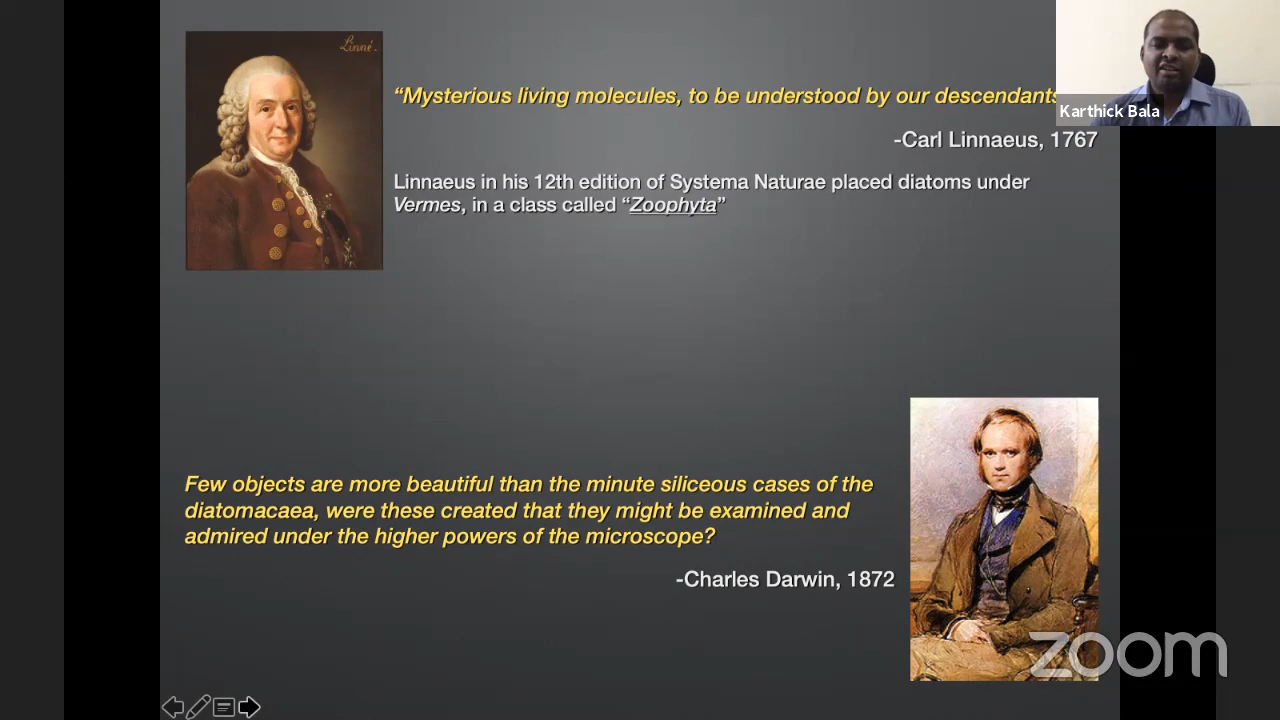 Linné.
“Mysterious living molecules, to be understood by our descendants
Karthick Bala
-Carl Linnaeus, 1767
Linnaeus in his 12th edition of Systema Naturae placed diatoms under
Vermes, in a class called “Zoophyta”
Few objects are more beautiful than the minute siliceous cases of the
diatomacaea, were these created that they might be examined and
admired under the higher powers of the microscope?
-Charles Darwin, 1872
zoom